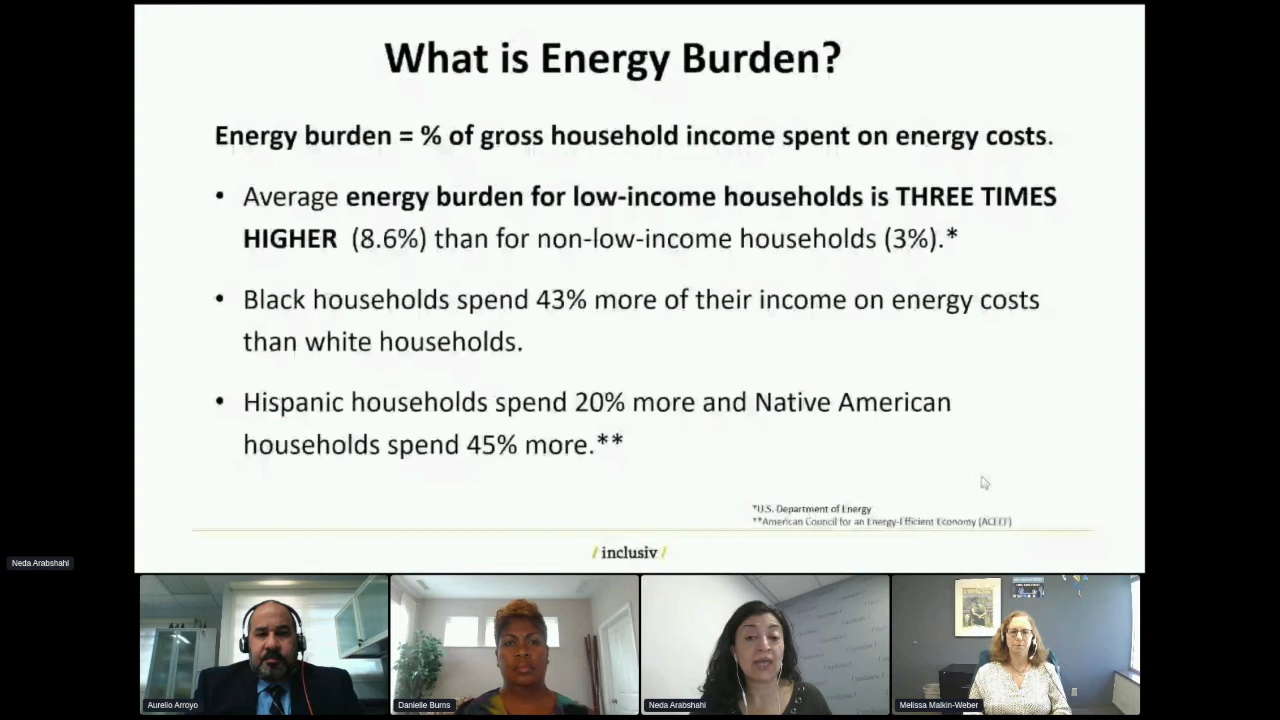 What is Energy Burden?
Energy burden = % of gross household income spent on energy costs.
• Average energy burden for low-income households is THREE TIMES
HIGHER (8.6%) than for non-low-income households (3%).*
• Black households spend 43% more of their income on energy costs
than white households.
• Hispanic households spend 20% more and Native American
households spend 45% more.**
*U.S. Department of Energy
**American Council for an Energy-Efficient Economy (ACEEE)
/ inclusiv /
Neda Arabshahi
Aurelio Arroyo
Danielle Burns
Neda Arabshahi
Melissa Malkin-Weber